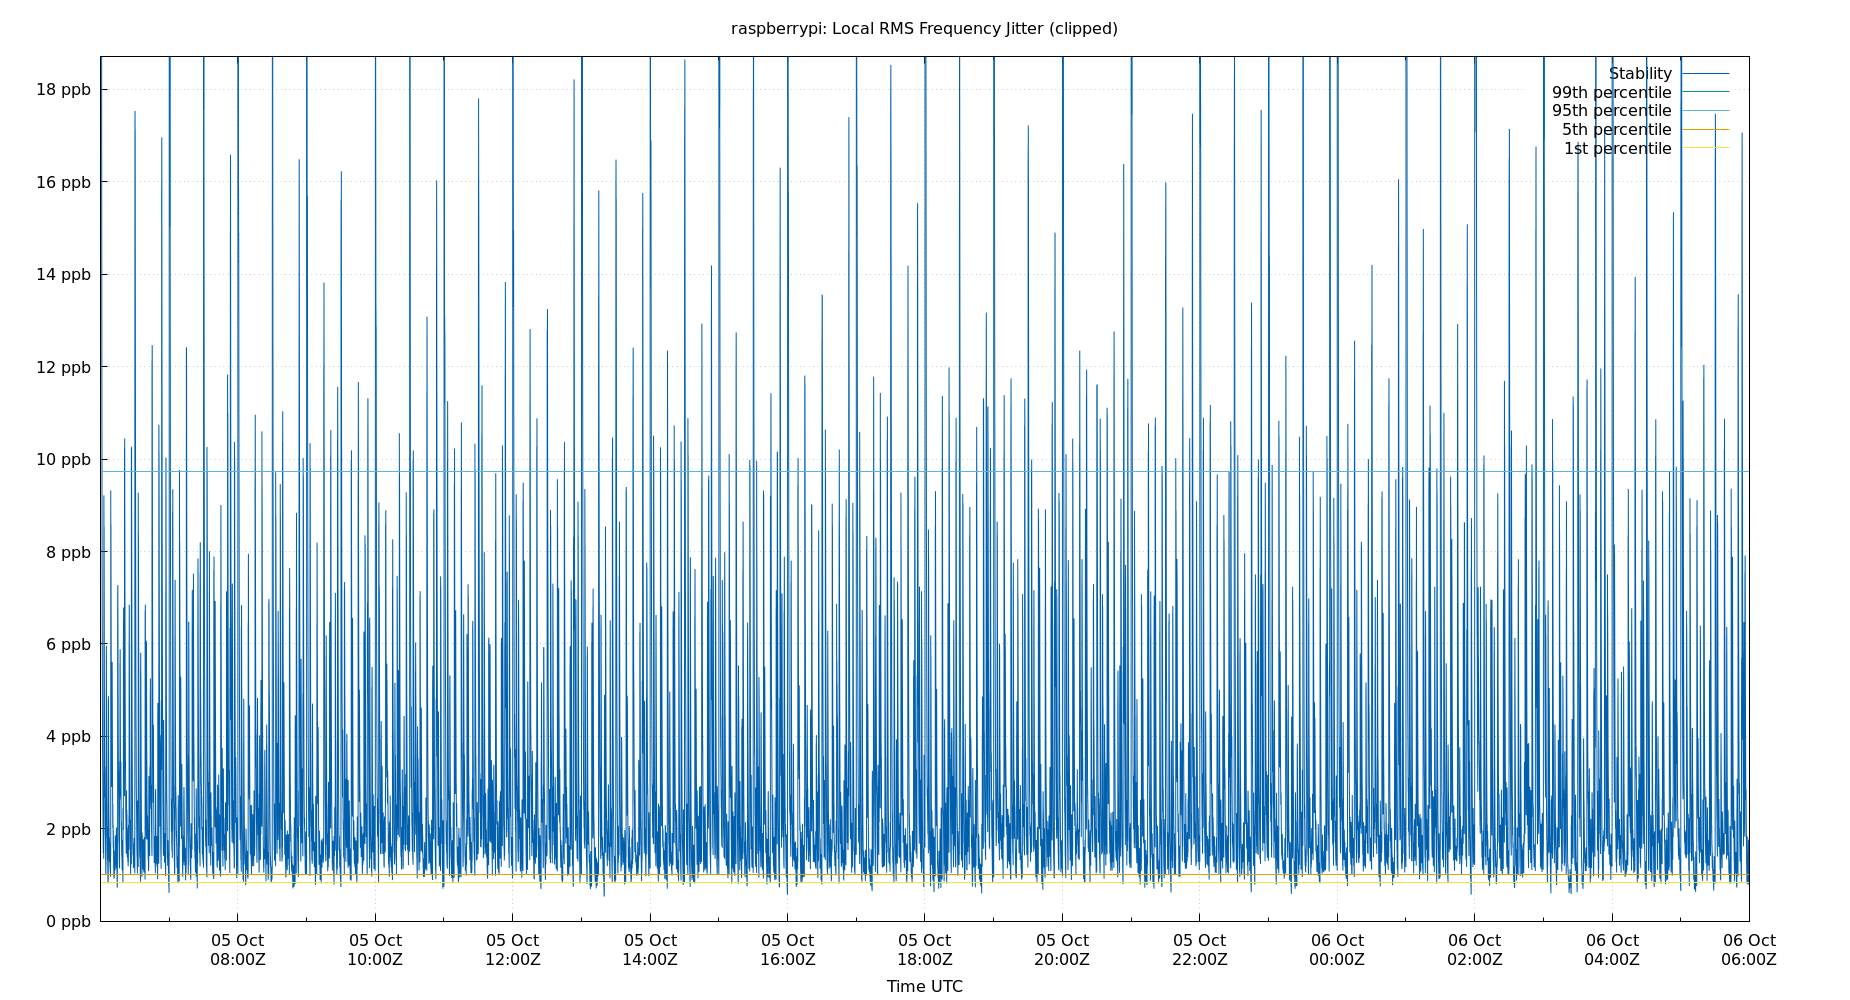 raspberrypi: Local RMS Frequency Jitter (clipped)
18 ppb
16 ppb
14 ppb
12 ppb
10 ppb
8 ppb
6 ppb
4 ppb
2 ppb
0 ppb
Stability
99th percentile
95th percentile
5th percentile
1st percentile
05 Oct 05 Oct 05 Oct 05 Oct 05 Oct 05 Oct 05 Oct 05 Oct 06 Oct 06 Oct 06 Oct 06 Oct
08:00Z 10:00Z 12:00Z 14:00Z 16:00Z 18:00Z 20:00Z 22:00Z 00:00Z 02:00Z 04:00Z 06:00Z
Time UTC